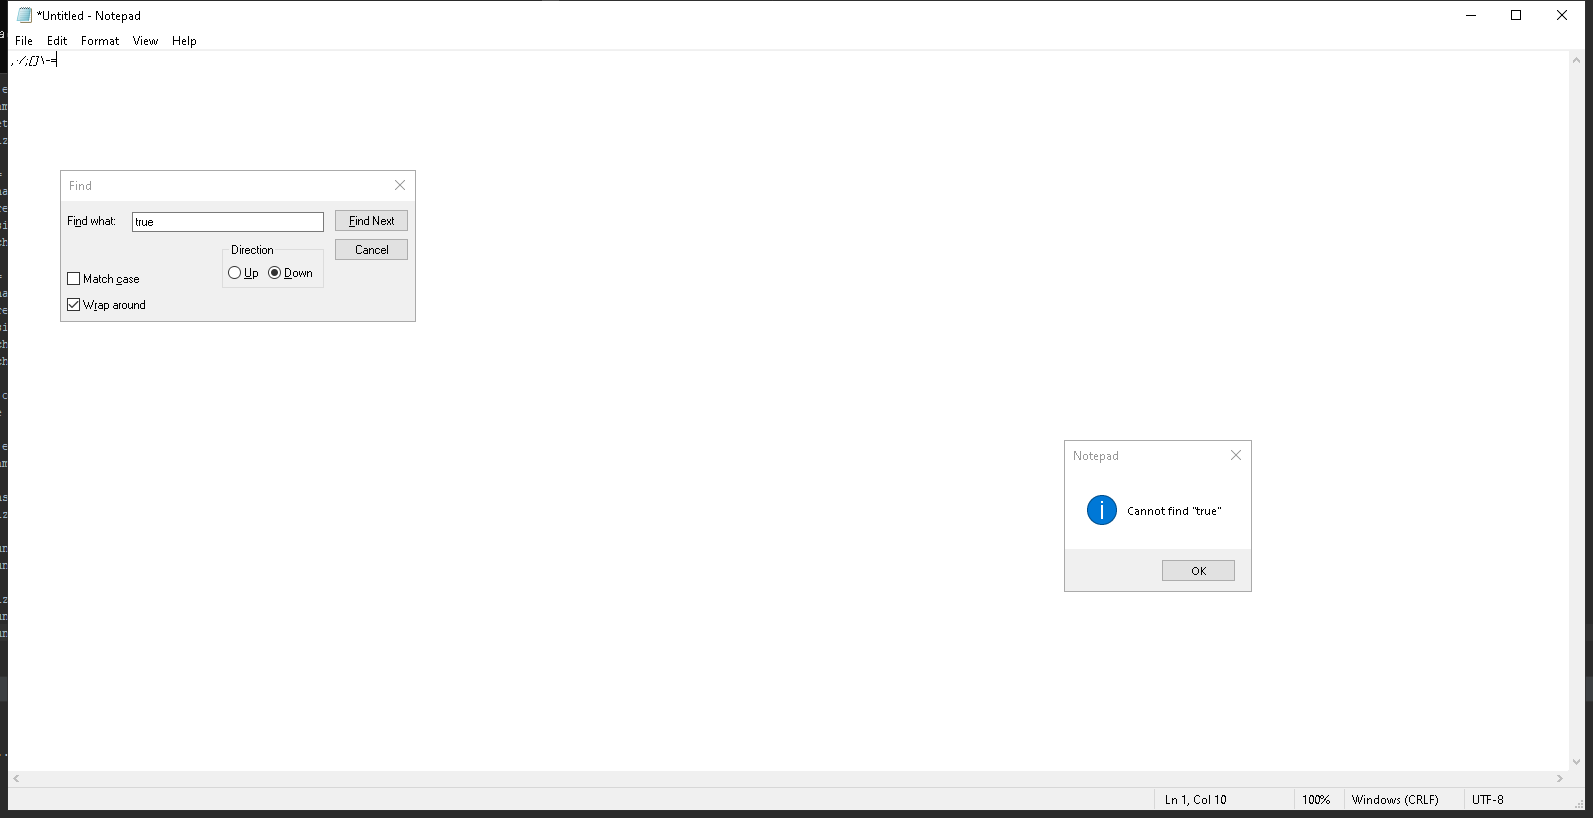 *Untitled - Notepad
File Edit Format View Help
,./;[]\-=
Find
Find what: true
Find Next
Direction
Cancel
Up Down
Match case
Wrap around
Notepad
Cannot find "true"
OK
Ln 1, Col 10 100% Windows (CRLF) UTF-8